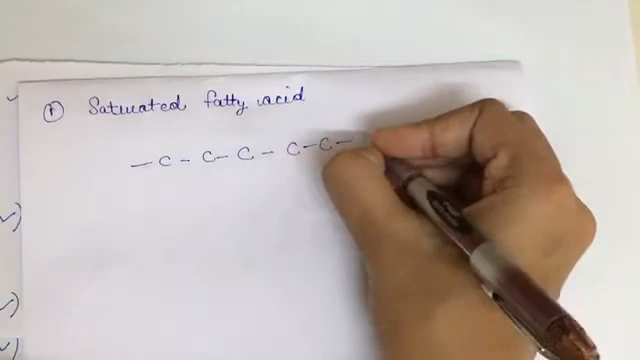 ① Saturated fatty acid
— C – C – C – C – C –